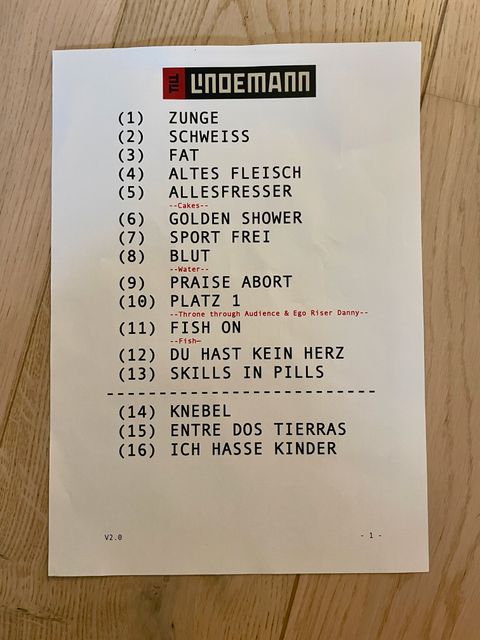 TILL LINDEMANN
(1) ZUNGE
(2) SCHWEISS
(3) FAT
(4) ALTES FLEISCH
(5) ALLESFRESSER
--Cakes--
(6) GOLDEN SHOWER
(7) SPORT FREI
(8) BLUT
--Water--
(9) PRAISE ABORT
(10) PLATZ 1
--Throne through Audience & Ego Riser Danny--
(11) FISH ON
--Fish—
(12) DU HAST KEIN HERZ
(13) SKILLS IN PILLS
(14) KNEBEL
(15) ENTRE DOS TIERRAS
(16) ICH HASSE KINDER
V2.0 - 1 -